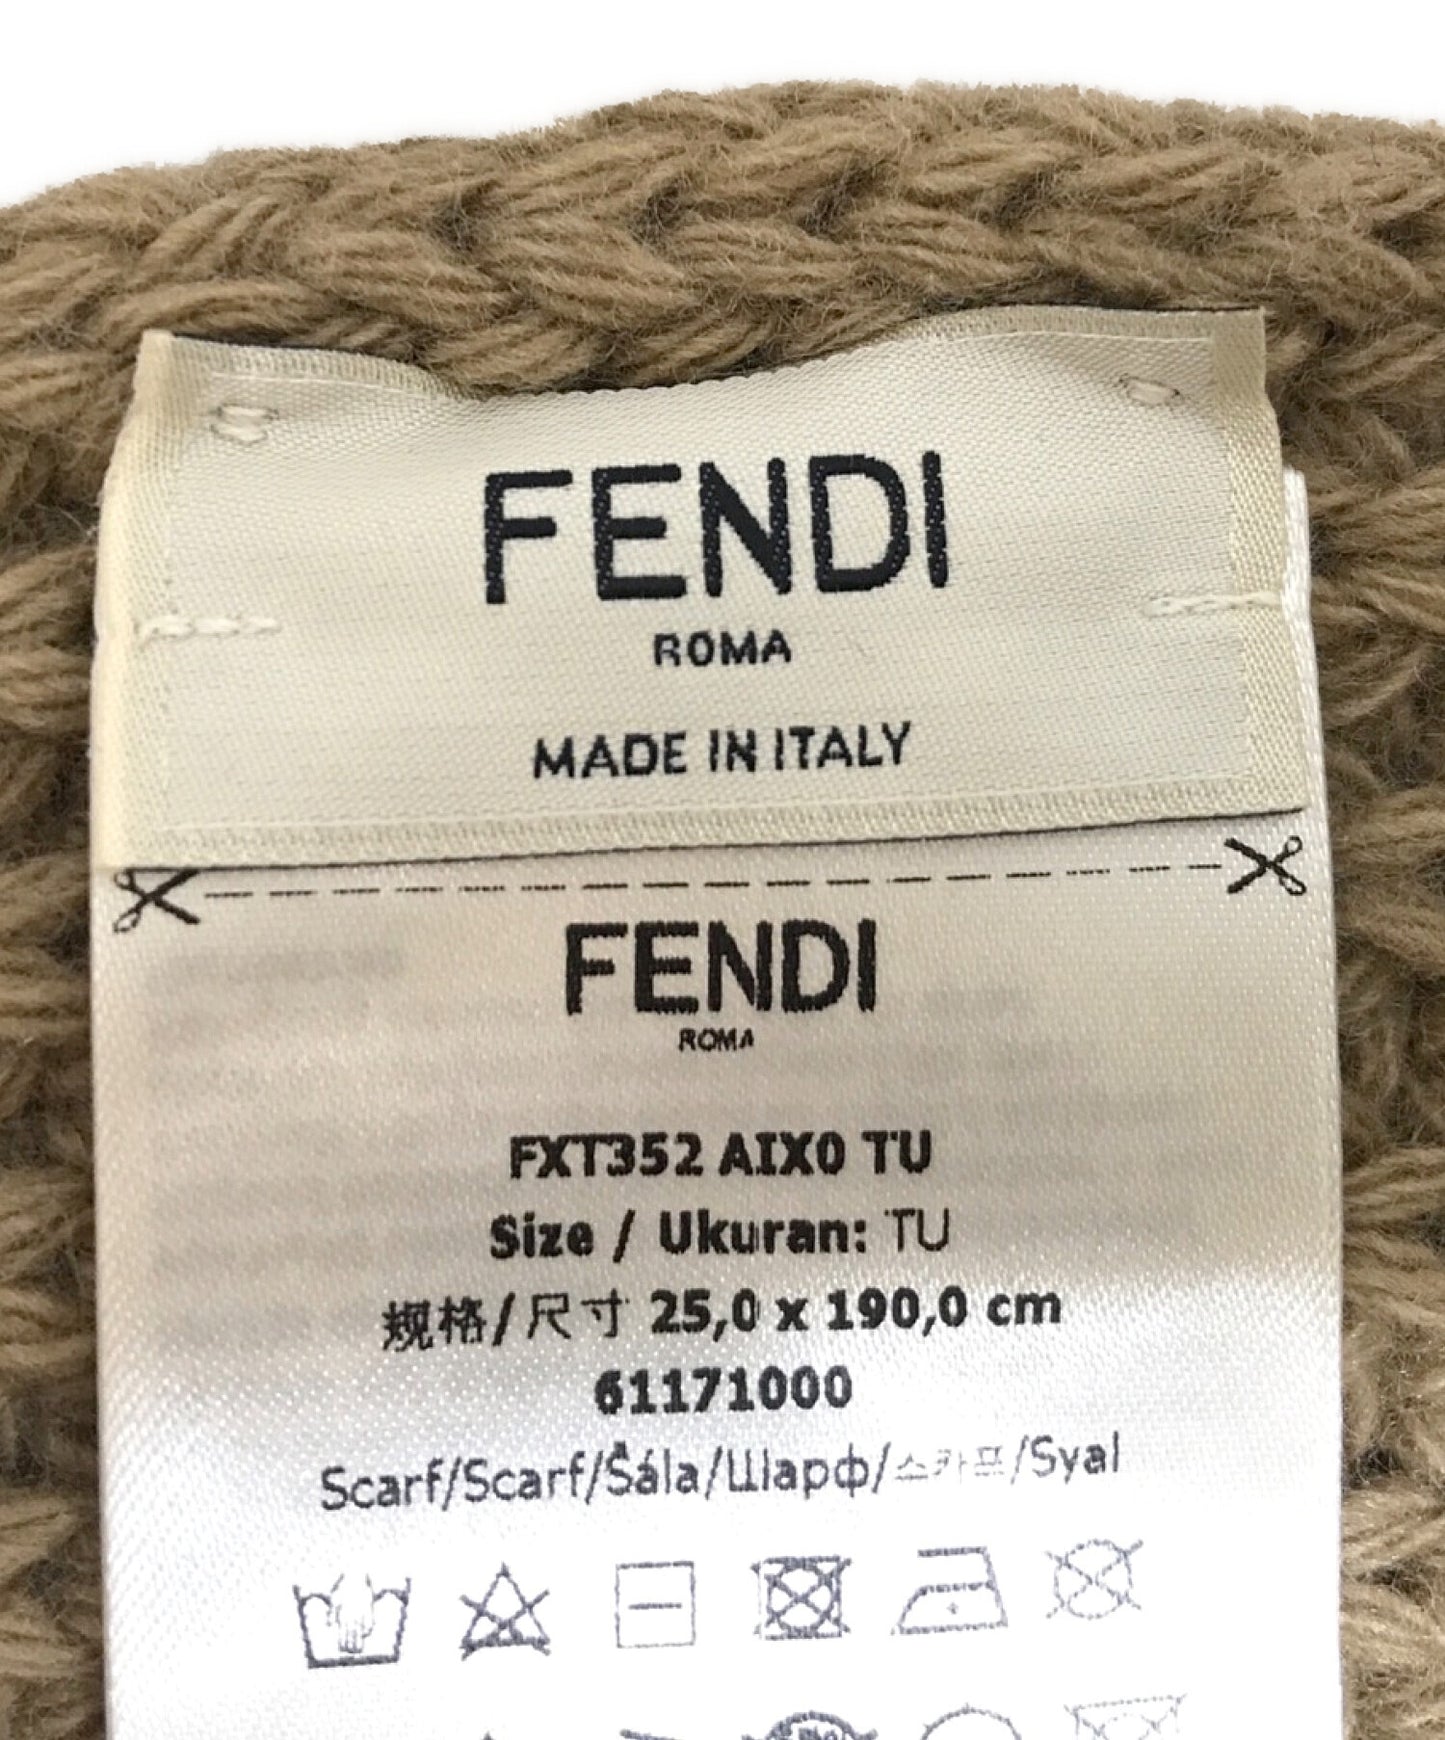 FENDI
ROMA
MADE IN ITALY
FENDI
ROMA
FXT352 AIX0 TU
Size / Ukuran: TU
规格/尺寸 25,0 x 190,0 cm
61171000
Scarf/Scarf/Šála/Шарф/스카프/Syal